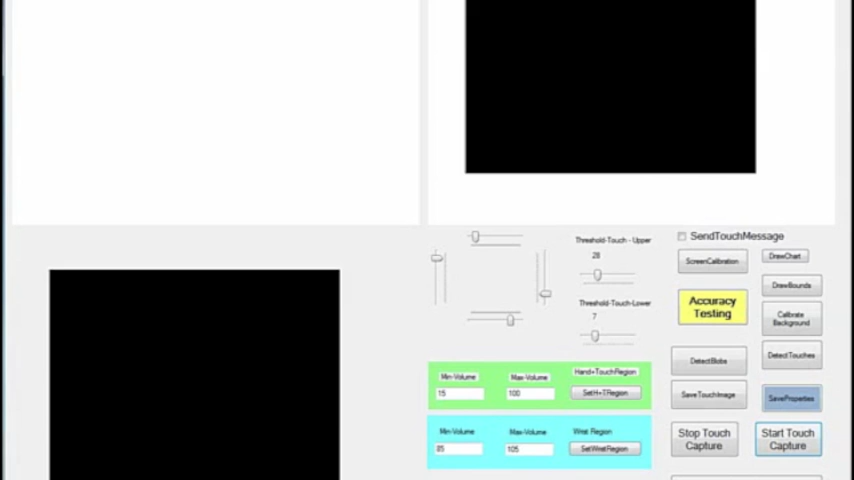 SendTouchMessage
Threshold-Touch - Upper
28
ScreenCalibration
DrawChart
DrawBounds
Accuracy
Testing
Threshold-Touch-Lower
7
Calibrate
Background
DetectBlobs
DetectTouches
Min-Volume
Max-Volume
Hand+TouchRegion
15
100
SetH+TRegion
SaveTouchImage
SaveProperties
Min-Volume
Max-Volume
Wrist Region
85
105
SetWristRegion
Stop Touch
Capture
Start Touch
Capture